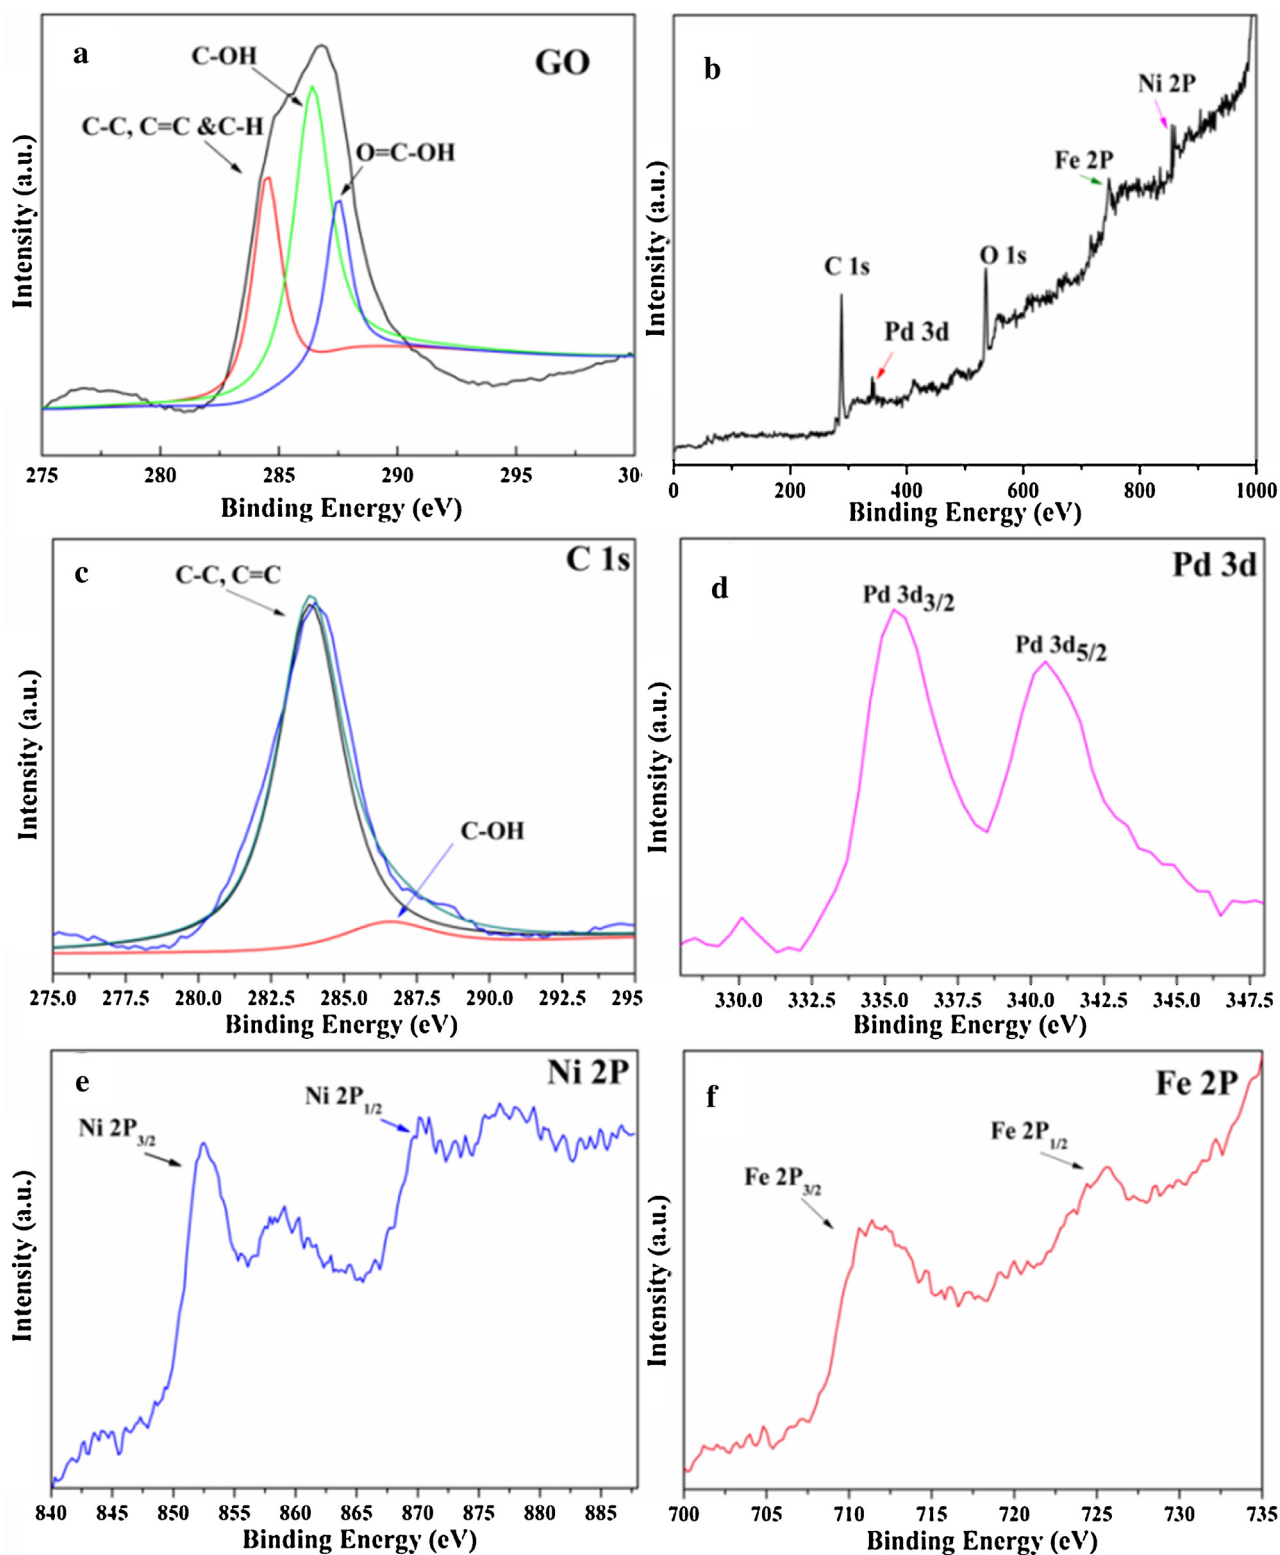 a
GO
C-OH
C-C, C=C &C-H
O=C-OH
Intensity (a.u.)
275 280 285 290 295 30
Binding Energy (eV)
b
Ni 2P
Fe 2P
O 1s
C 1s
Pd 3d
Intensity (a.u.)
0 200 400 600 800 1000
Binding Energy (eV)
c
C 1s
C-C, C=C
C-OH
Intensity (a.u.)
275.0 277.5 280.0 282.5 285.0 287.5 290.0 292.5 295
Binding Energy (eV)
d
Pd 3d
Pd 3d3/2
Pd 3d5/2
Intensity (a.u.)
330.0 332.5 335.0 337.5 340.0 342.5 345.0 347.5
Binding Energy (eV)
e
Ni 2P
Ni 2P1/2
Ni 2P3/2
Intensity (a.u.)
840 845 850 855 860 865 870 875 880 885
Binding Energy (eV)
f
Fe 2P
Fe 2P1/2
Fe 2P3/2
Intensity (a.u.)
700 705 710 715 720 725 730 735
Binding Energy (eV)